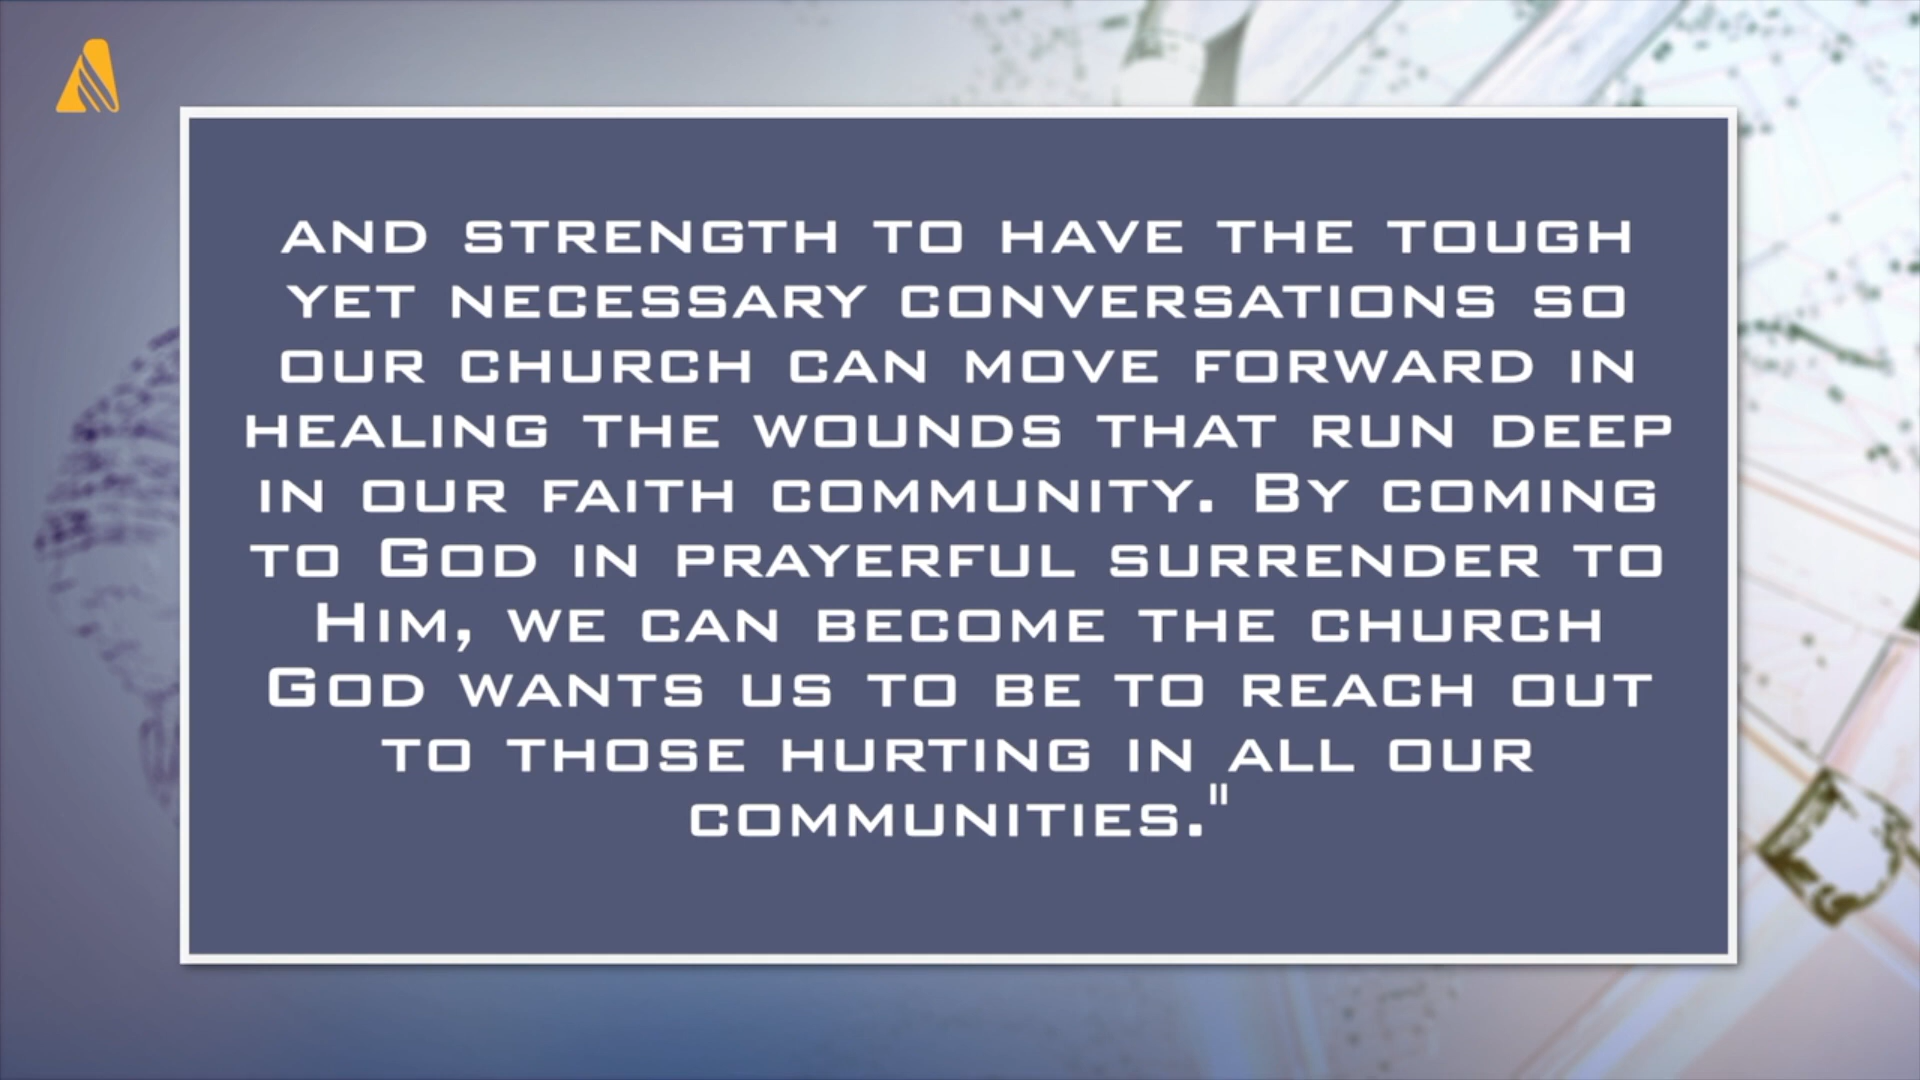 AND STRENGTH TO HAVE THE TOUGH
YET NECESSARY CONVERSATIONS SO
OUR CHURCH CAN MOVE FORWARD IN
HEALING THE WOUNDS THAT RUN DEEP
IN OUR FAITH COMMUNITY. BY COMING
TO GOD IN PRAYERFUL SURRENDER TO
HIM, WE CAN BECOME THE CHURCH
GOD WANTS US TO BE TO REACH OUT
TO THOSE HURTING IN ALL OUR
COMMUNITIES."